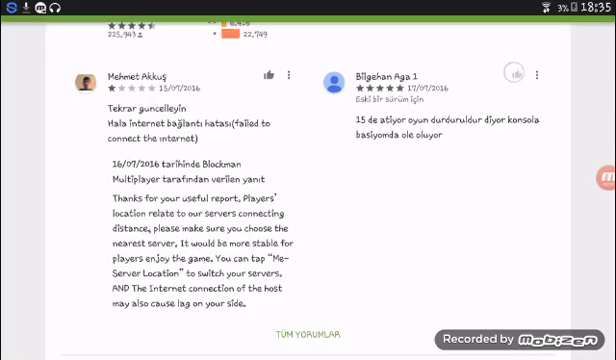 3% 18:35
225,943
22,749
Mehmet Akkuş
15/07/2016
Tekrar guncelleyin
Hala internet bağlantı hatası(failed to
connect the ınternet)
16/07/2016 tarihinde Blockman
Multiplayer tarafından verilen yanıt
Thanks for your useful report, Players'
location relate to our servers connecting
distance, please make sure you choose the
nearest server. It would be more stable for
players enjoy the game. You can tap “Me-
Server Location” to switch your servers.
AND The Internet connection of the host
may also cause lag on your side.
Bilgehan Aga 1
17/07/2016
Eski bir sürüm için
15 de atiyor oyun durduruldur diyor konsola
basiyomda ole oluyor
TÜM YORUMLAR
Recorded by mobizen